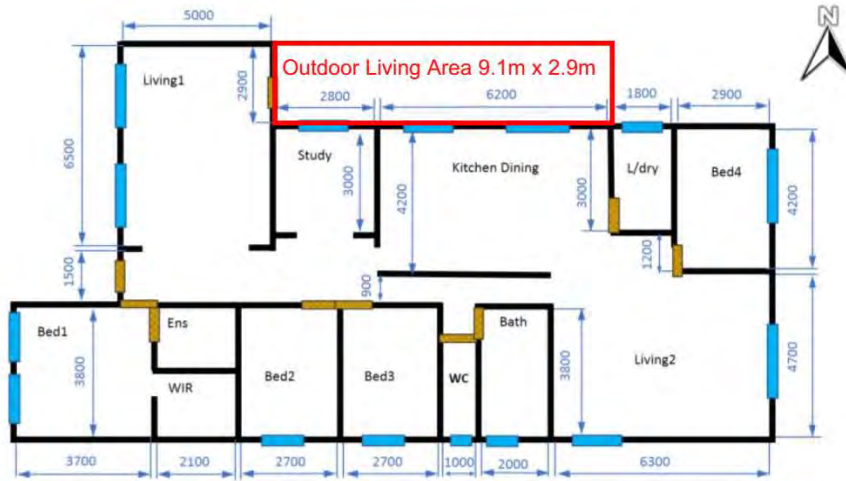 5000
N
Outdoor Living Area 9.1m x 2.9m
Living1
2900
2800
6200
1800
2900
6500
Study
3000
4200
Kitchen Dining
3000
L/dry
Bed4
4200
1200
1500
900
Bed1
Ens
3800
WIR
Bed2
Bed3
WC
Bath
3800
Living2
4700
3700
2100
2700
2700
1000
2000
6300